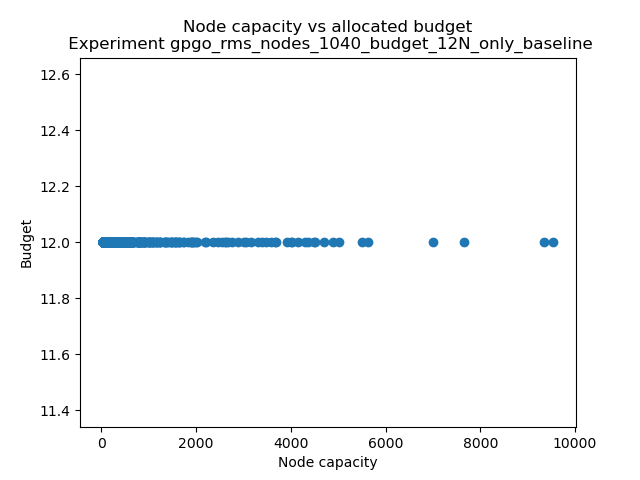 Node capacity vs allocated budget
Experiment gpgo_rms_nodes_1040_budget_12N_only_baseline
12.6
12.4
12.2
12.0
11.8
11.6
11.4
Budget
0 2000 4000 6000 8000 10000
Node capacity